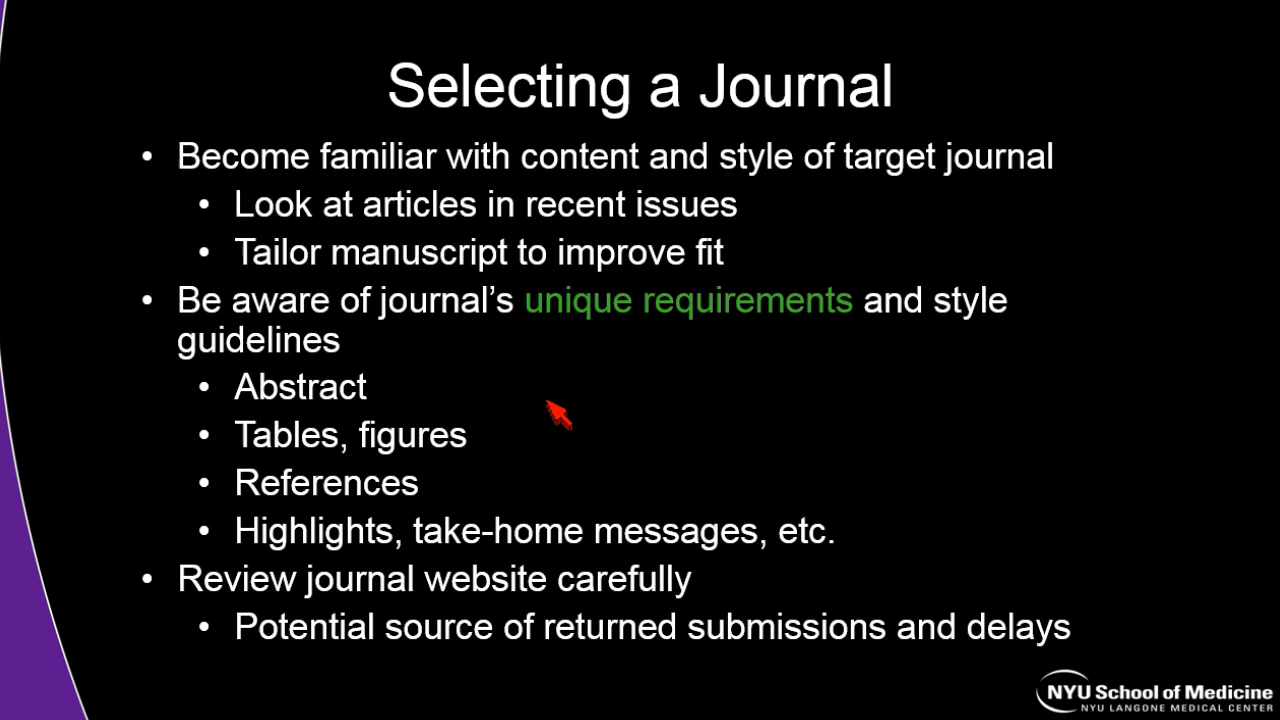 Selecting a Journal
• Become familiar with content and style of target journal
• Look at articles in recent issues
• Tailor manuscript to improve fit
• Be aware of journal’s unique requirements and style
guidelines
• Abstract
• Tables, figures
• References
• Highlights, take-home messages, etc.
• Review journal website carefully
• Potential source of returned submissions and delays
NYU School of Medicine
NYU LANGONE MEDICAL CENTER